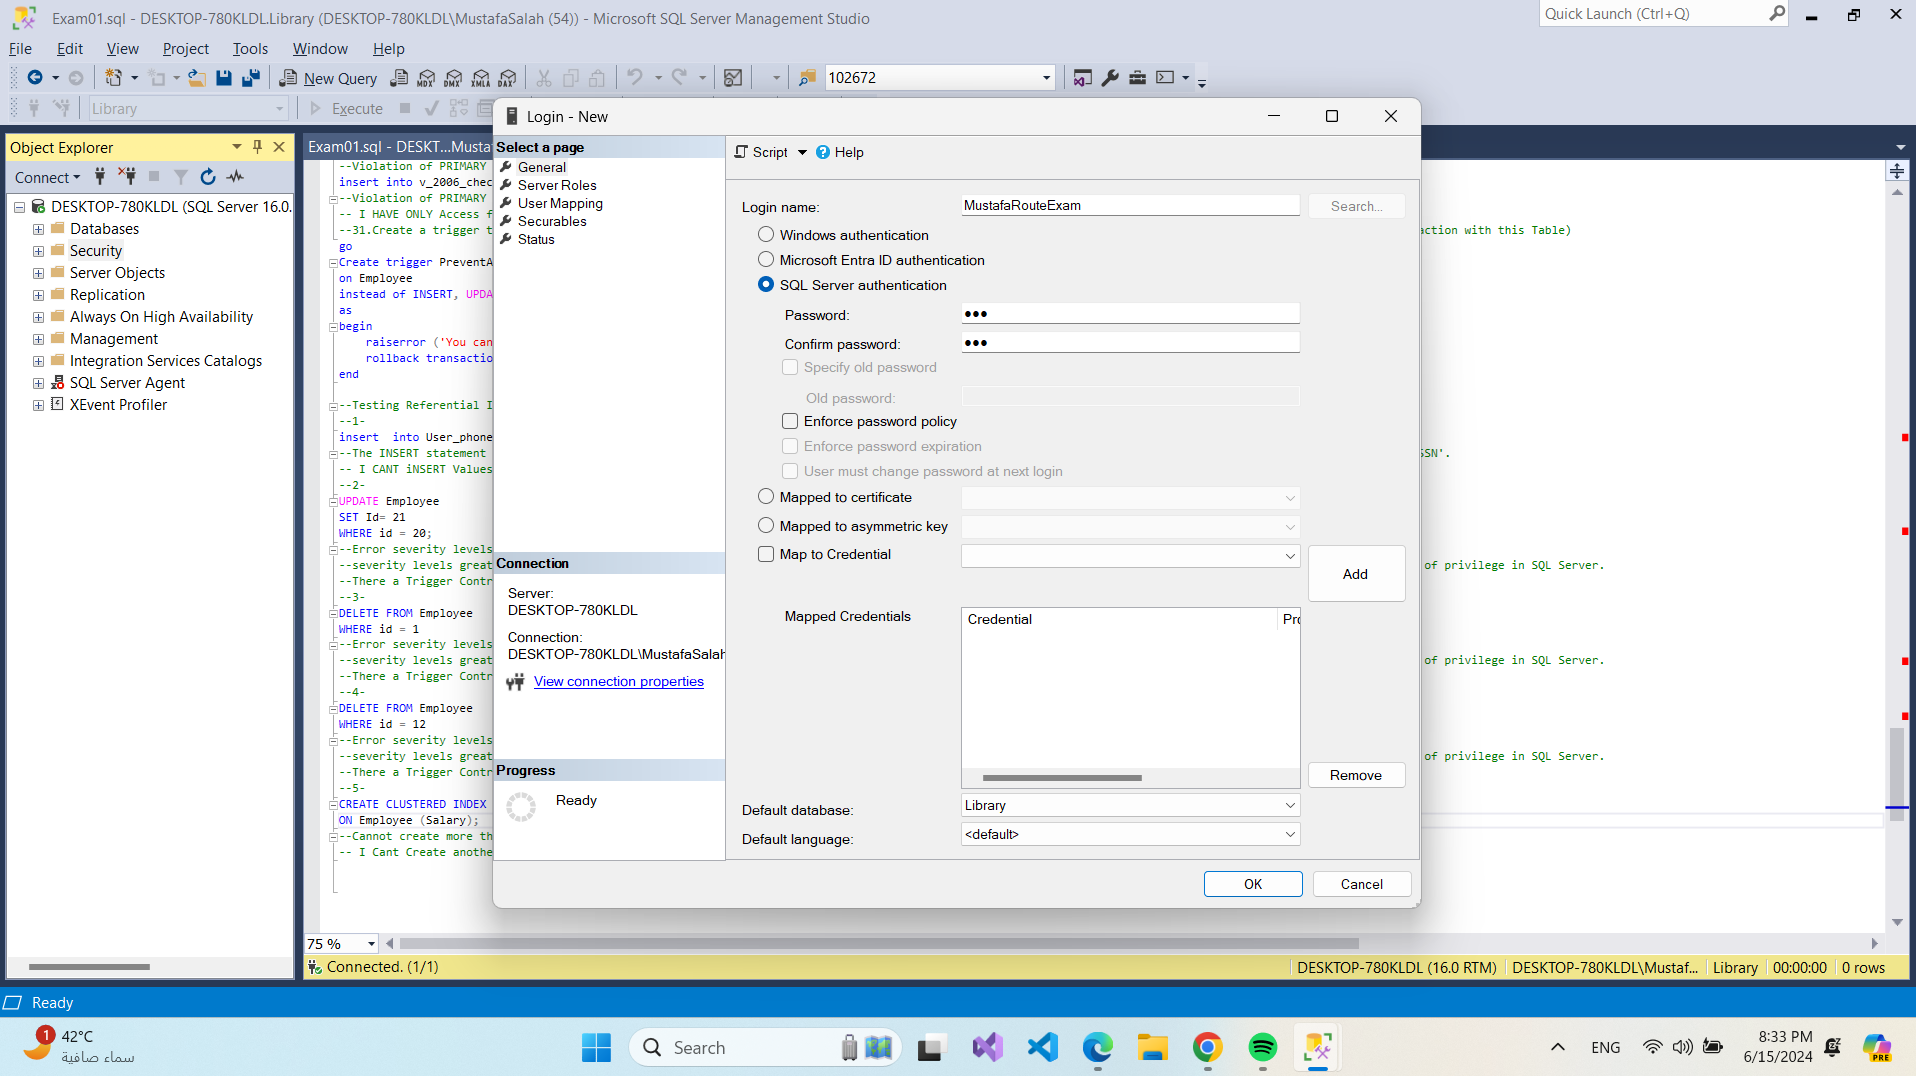 Exam01.sql - DESKTOP-780KLDL.Library (DESKTOP-780KLDL\MustafaSalah (54)) - Microsoft SQL Server Management Studio
Quick Launch (Ctrl+Q)
File Edit View Project Tools Window Help
New Query MDX DMX XMLA DAX 102672
Library Execute
Object Explorer
Connect
DESKTOP-780KLDL (SQL Server 16.0.
Databases
Security
Server Objects
Replication
Always On High Availability
Management
Integration Services Catalogs
SQL Server Agent
XEvent Profiler
Exam01.sql - DESKT...Musta
--Violation of PRIMARY
insert into v_2006_chec
--Violation of PRIMARY
-- I HAVE ONLY Access f
--31.Create a trigger t
action with this Table)
go
Create trigger PreventA
on Employee
instead of INSERT, UPDA
as
begin
raiserror ('You can
rollback transactio
end
--Testing Referential I
--1-
insert  into User_phone
--The INSERT statement
SSN'.
-- I CANT iNSERT Values
--2-
UPDATE Employee
SET Id= 21
WHERE id = 20;
--Error severity levels
--severity levels great
of privilege in SQL Server.
--There a Trigger Contr
--3-
DELETE FROM Employee
WHERE id = 1
--Error severity levels
--severity levels great
of privilege in SQL Server.
--There a Trigger Contr
--4-
DELETE FROM Employee
WHERE id = 12
--Error severity levels
--severity levels great
of privilege in SQL Server.
--There a Trigger Contr
--5-
CREATE CLUSTERED INDEX
ON Employee (Salary);
--Cannot create more th
-- I Cant Create anothe
75 %
Connected. (1/1)
DESKTOP-780KLDL (16.0 RTM) DESKTOP-780KLDL\Mustaf... Library 00:00:00 0 rows
Login - New
Select a page
General
Server Roles
User Mapping
Securables
Status
Connection
Server:
DESKTOP-780KLDL
Connection:
DESKTOP-780KLDL\MustafaSalah
View connection properties
Progress
Ready
Script Help
Login name: MustafaRouteExam Search...
Windows authentication
Microsoft Entra ID authentication
SQL Server authentication
Password: •••
Confirm password: •••
Specify old password
Old password:
Enforce password policy
Enforce password expiration
User must change password at next login
Mapped to certificate
Mapped to asymmetric key
Map to Credential
Add
Mapped Credentials Credential Pro
Remove
Default database: Library
Default language: <default>
OK Cancel
Ready
1 42°C
سماء صافية
Search
PRE
ENG
8:33 PM
6/15/2024